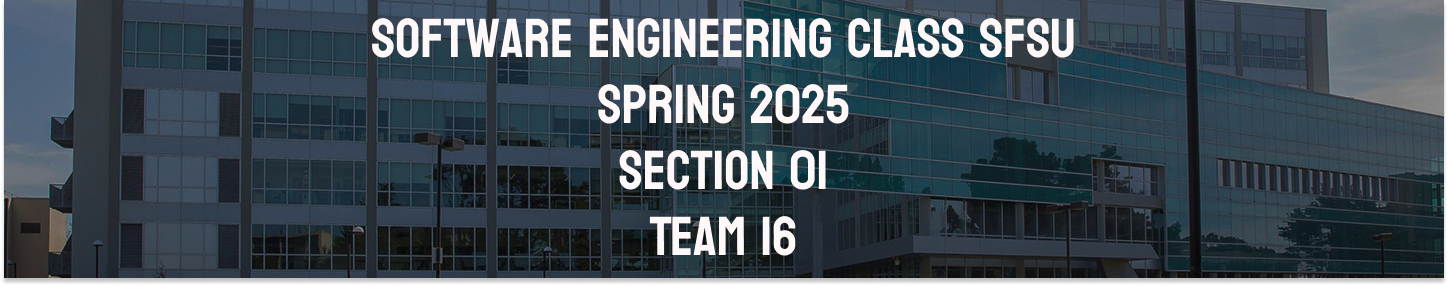 SOFTWARE ENGINEERING CLASS SFSU
SPRING 2025
SECTION 01
TEAM 16